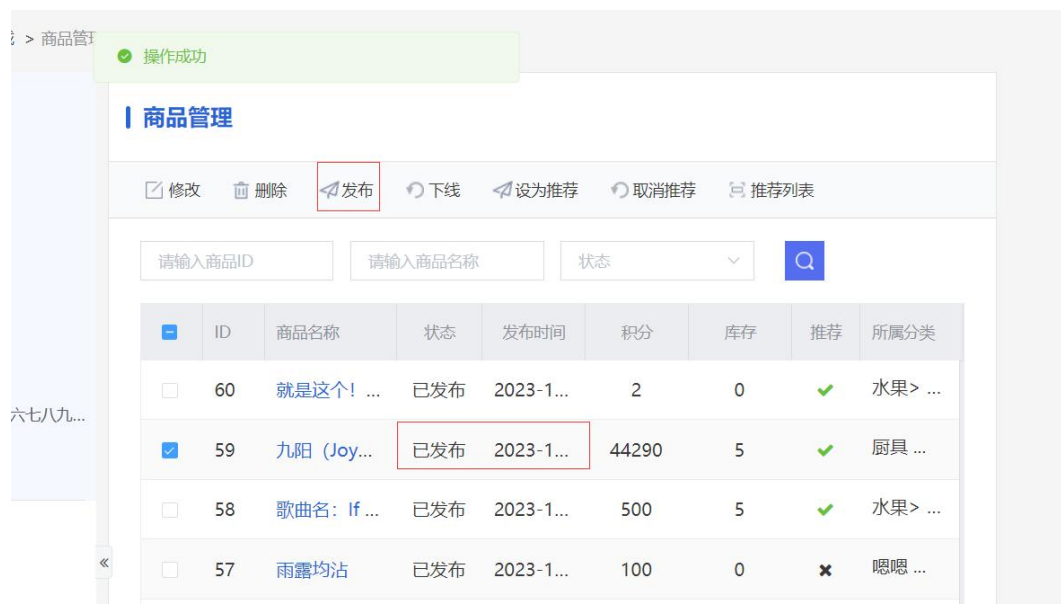 > 商品管
操作成功
商品管理
修改 删除 发布 下线 设为推荐 取消推荐 推荐列表
请输入商品ID 请输入商品名称 状态
ID 商品名称 状态 发布时间 积分 库存 推荐 所属分类
60 就是这个！... 已发布 2023-1... 2 0 水果> ...
六七八九...
59 九阳（Joy... 已发布 2023-1... 44290 5 厨具 ...
58 歌曲名：If ... 已发布 2023-1... 500 5 水果> ...
«
57 雨露均沾 已发布 2023-1... 100 0 嗯嗯 ...